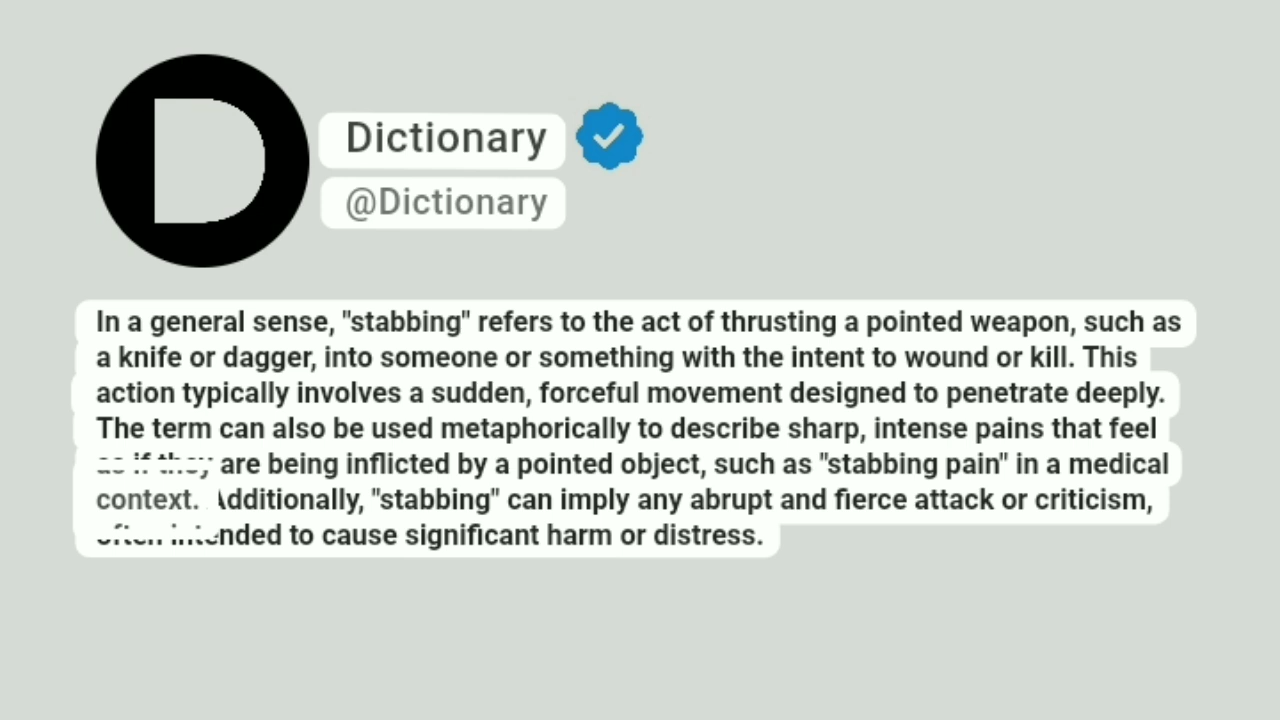 D
Dictionary
@Dictionary
In a general sense, "stabbing" refers to the act of thrusting a pointed weapon, such as
a knife or dagger, into someone or something with the intent to wound or kill. This
action typically involves a sudden, forceful movement designed to penetrate deeply.
The term can also be used metaphorically to describe sharp, intense pains that feel
as if they are being inflicted by a pointed object, such as "stabbing pain" in a medical
context. Additionally, "stabbing" can imply any abrupt and fierce attack or criticism,
often intended to cause significant harm or distress.